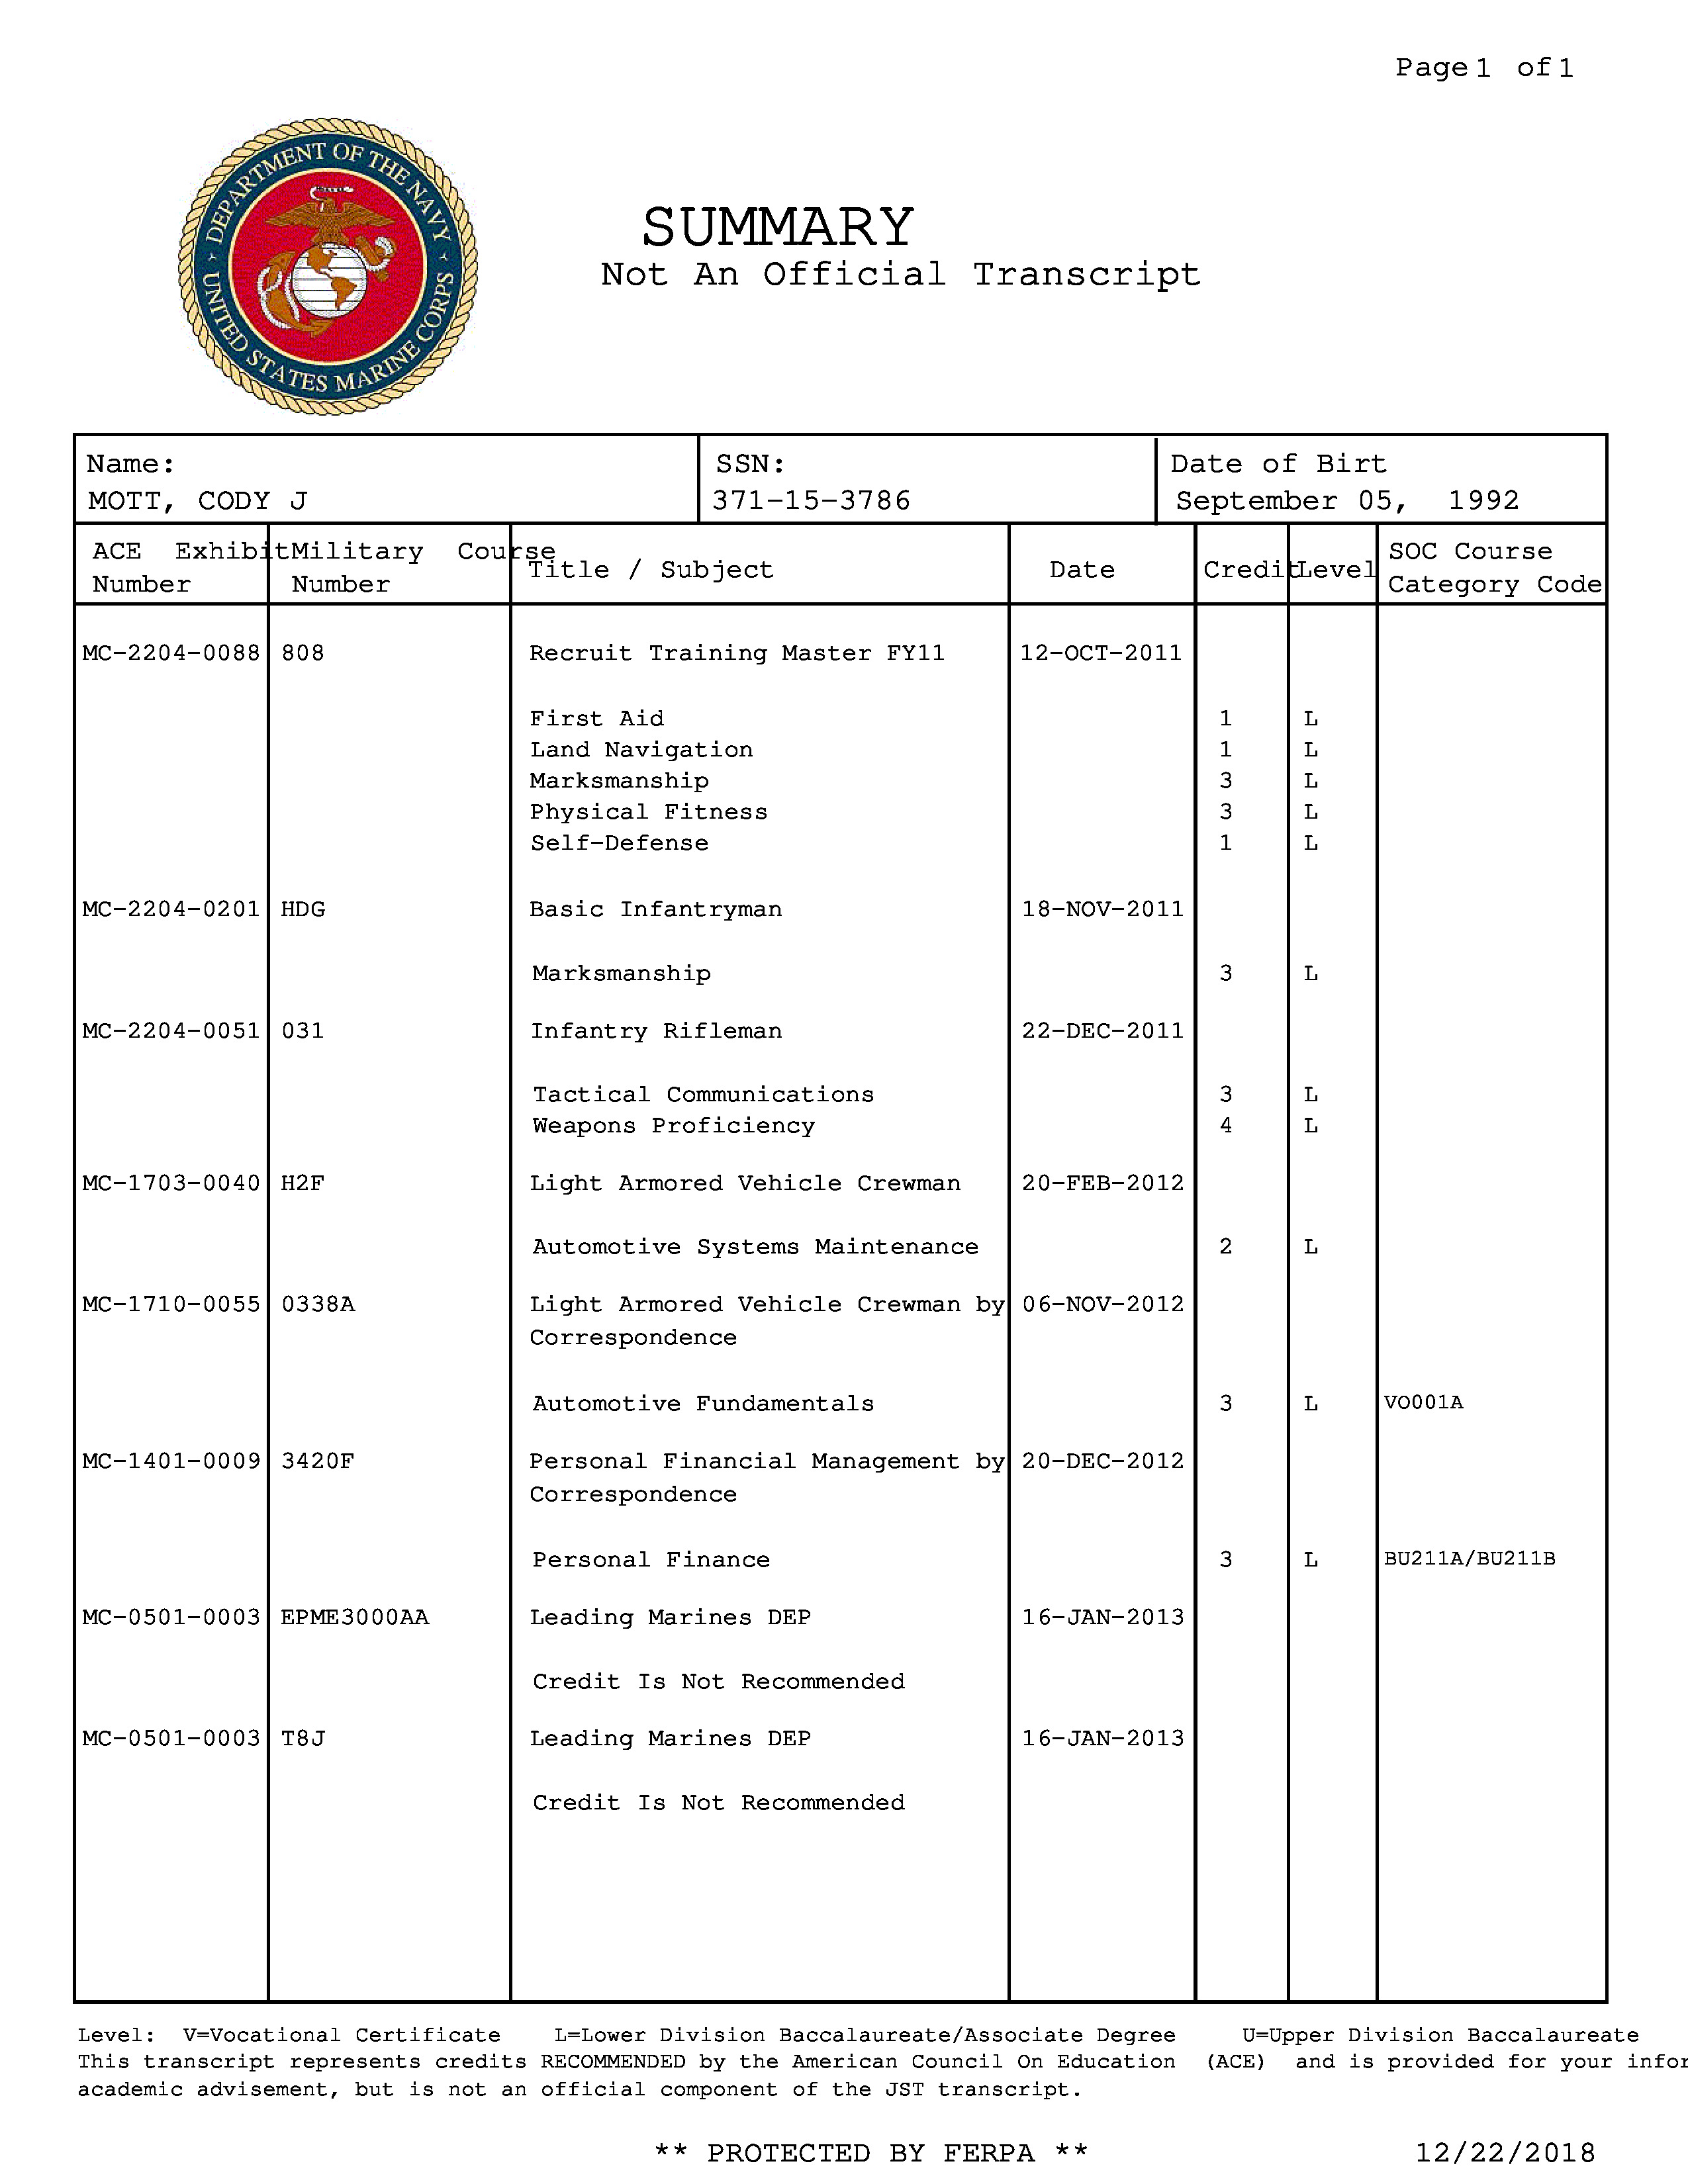 Page 1 of 1
DEPARTMENT OF THE NAVY
UNITED STATES MARINE CORPS
SUMMARY
Not An Official Transcript
Name: SSN: Date of Birt
MOTT, CODY J 371-15-3786 September 05, 1992
ACE Exhibit Military Course Title / Subject Date Credit Level SOC Course
Number Number Category Code
MC-2204-0088 808 Recruit Training Master FY11 12-OCT-2011
First Aid 1 L
Land Navigation 1 L
Marksmanship 3 L
Physical Fitness 3 L
Self-Defense 1 L
MC-2204-0201 HDG Basic Infantryman 18-NOV-2011
Marksmanship 3 L
MC-2204-0051 031 Infantry Rifleman 22-DEC-2011
Tactical Communications 3 L
Weapons Proficiency 4 L
MC-1703-0040 H2F Light Armored Vehicle Crewman 20-FEB-2012
Automotive Systems Maintenance 2 L
MC-1710-0055 0338A Light Armored Vehicle Crewman by 06-NOV-2012
Correspondence
Automotive Fundamentals 3 L VO001A
MC-1401-0009 3420F Personal Financial Management by 20-DEC-2012
Correspondence
Personal Finance 3 L BU211A/BU211B
MC-0501-0003 EPME3000AA Leading Marines DEP 16-JAN-2013
Credit Is Not Recommended
MC-0501-0003 T8J Leading Marines DEP 16-JAN-2013
Credit Is Not Recommended
Level: V=Vocational Certificate L=Lower Division Baccalaureate/Associate Degree U=Upper Division Baccalaureate
This transcript represents credits RECOMMENDED by the American Council On Education (ACE) and is provided for your infor
academic advisement, but is not an official component of the JST transcript.
** PROTECTED BY FERPA ** 12/22/2018